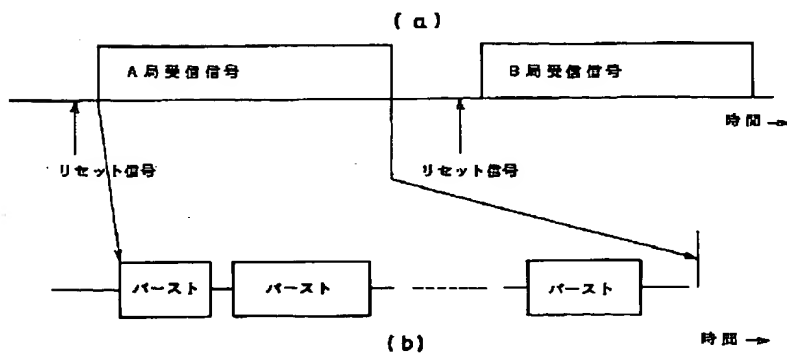 (a)
A局受信信号
B局受信信号
時間
リセット信号
リセット信号
バースト
バースト
バースト
(b)
時間